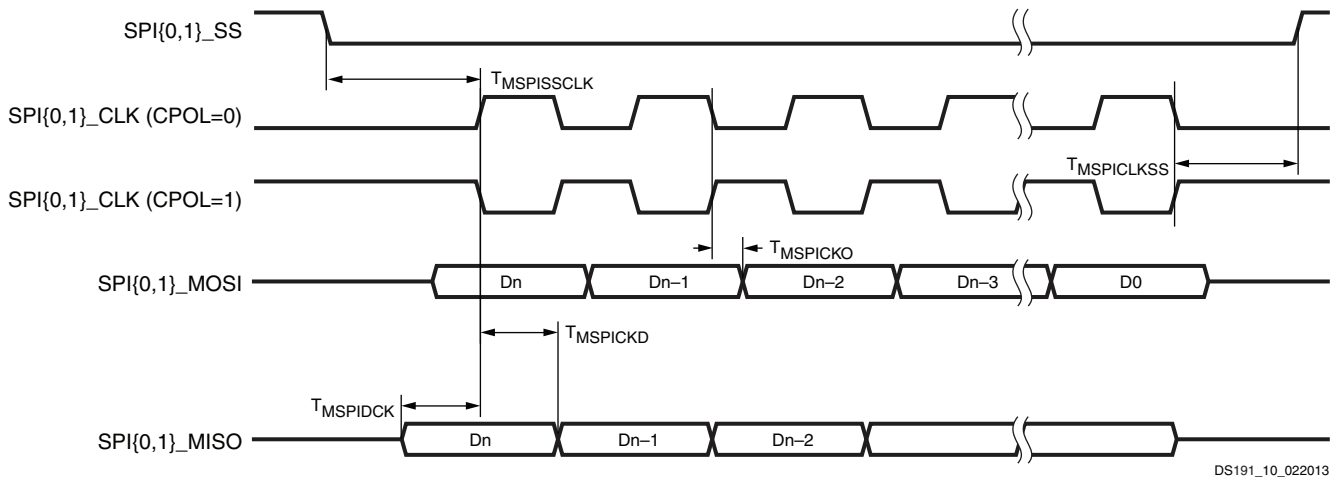 SPI{0,1}_SS
T_MSPISSCLK
SPI{0,1}_CLK (CPOL=0)
T_MSPICLKSS
SPI{0,1}_CLK (CPOL=1)
T_MSPICKO
SPI{0,1}_MOSI
Dn
Dn–1
Dn–2
Dn–3
D0
T_MSPICKD
T_MSPIDCK
SPI{0,1}_MISO
Dn
Dn–1
Dn–2
DS191_10_022013